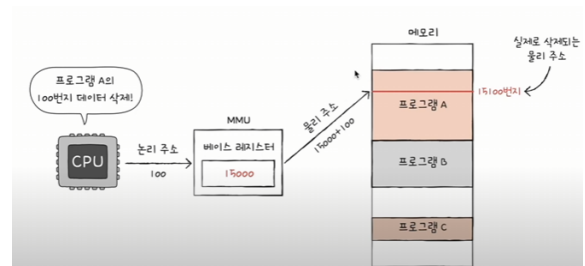 메모리
실제로 삭제되는
물리 주소
프로그램 A의
100번지 데이터 삭제!
15100번지
프로그램 A
MMU
물리 주소
15000+100
논리 주소
베이스 레지스터
CPU
100
15000
프로그램 B
프로그램 C